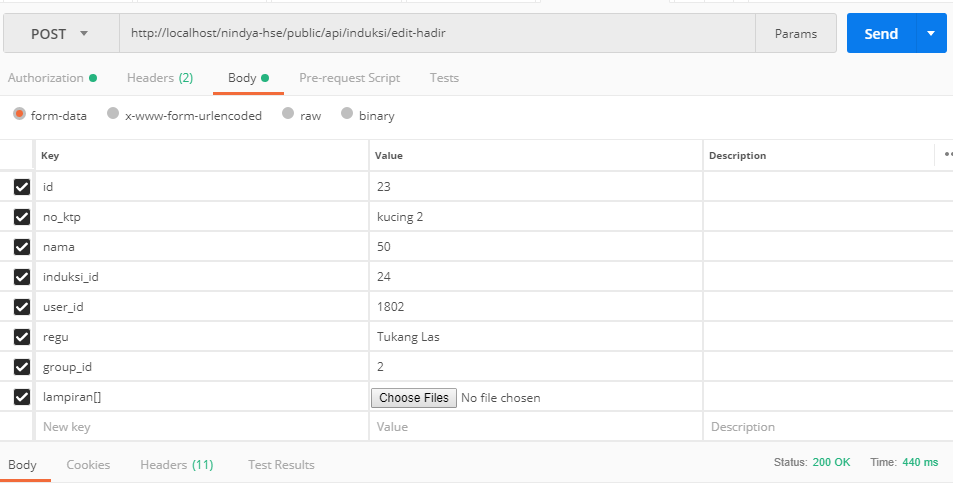 POST http://localhost/nindya-hse/public/api/induksi/edit-hadir Params Send
Authorization Headers (2) Body Pre-request Script Tests
form-data x-www-form-urlencoded raw binary
Key Value Description
id 23
no_ktp kucing 2
nama 50
induksi_id 24
user_id 1802
regu Tukang Las
group_id 2
lampiran[] Choose Files No file chosen
New key Value Description
Body Cookies Headers (11) Test Results Status: 200 OK Time: 440 ms